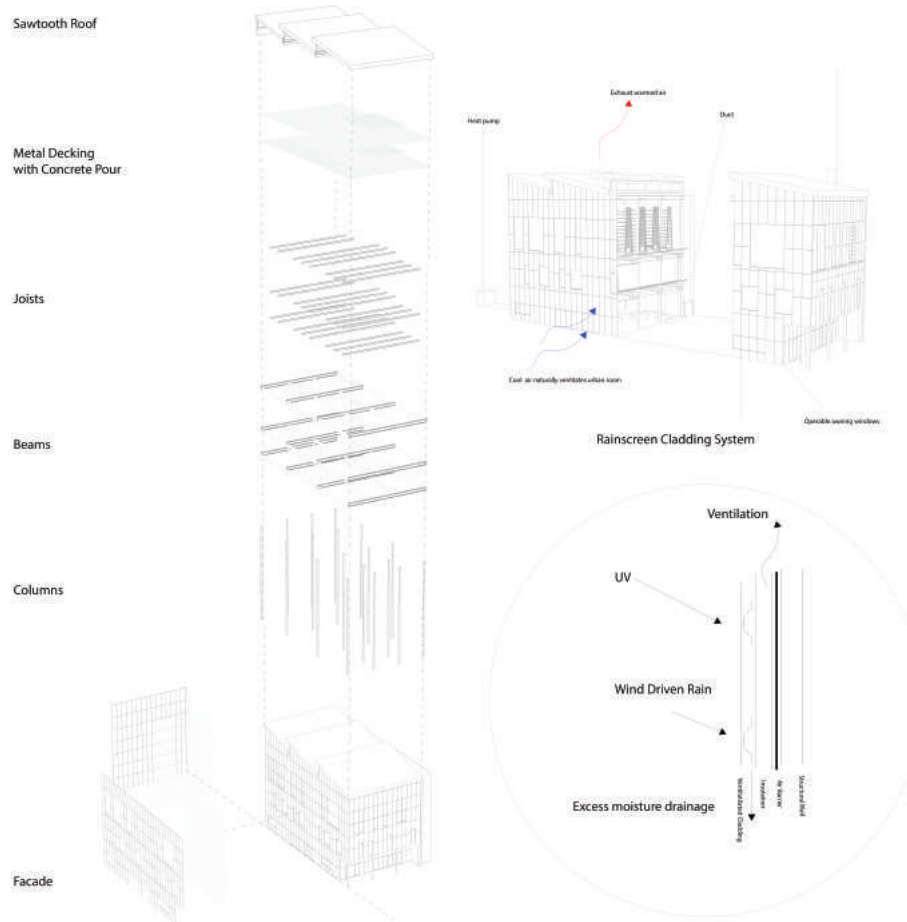 Sawtooth Roof
Metal Decking
with Concrete Pour
Joists
Beams
Columns
Facade
Exhaust warmed air
Heat pump
Duct
Cool air naturally ventilates urban room
Operable awning windows
Rainscreen Cladding System
Ventilation
UV
Wind Driven Rain
Excess moisture drainage
Insulation
Air Barrier
Structural Wall